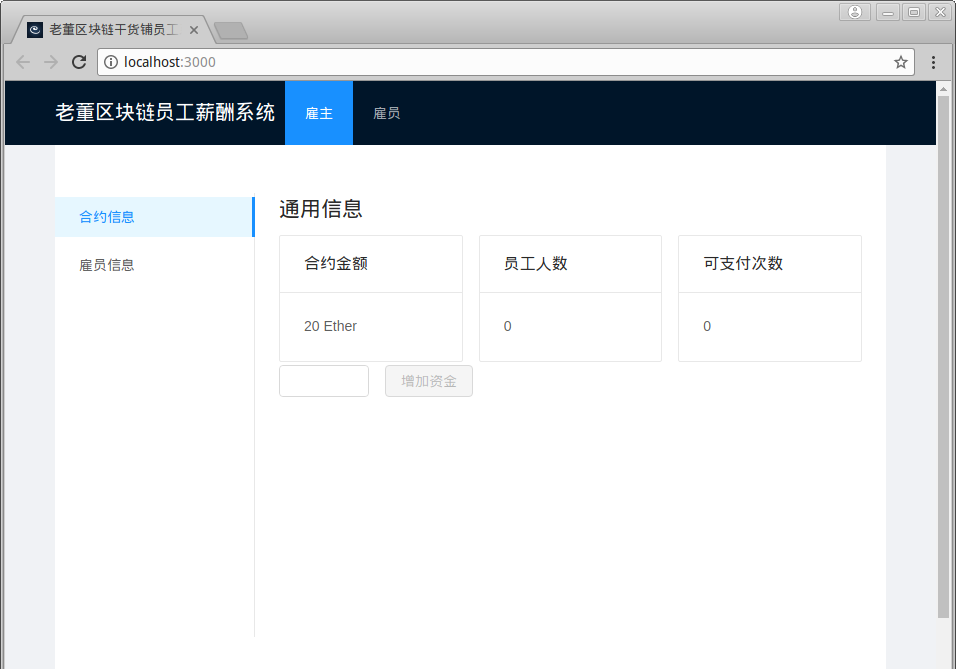 老董区块链干货铺员工
localhost:3000
老董区块链员工薪酬系统 雇主 雇员
合约信息
雇员信息
通用信息
合约金额 员工人数 可支付次数
20 Ether 0 0
增加资金